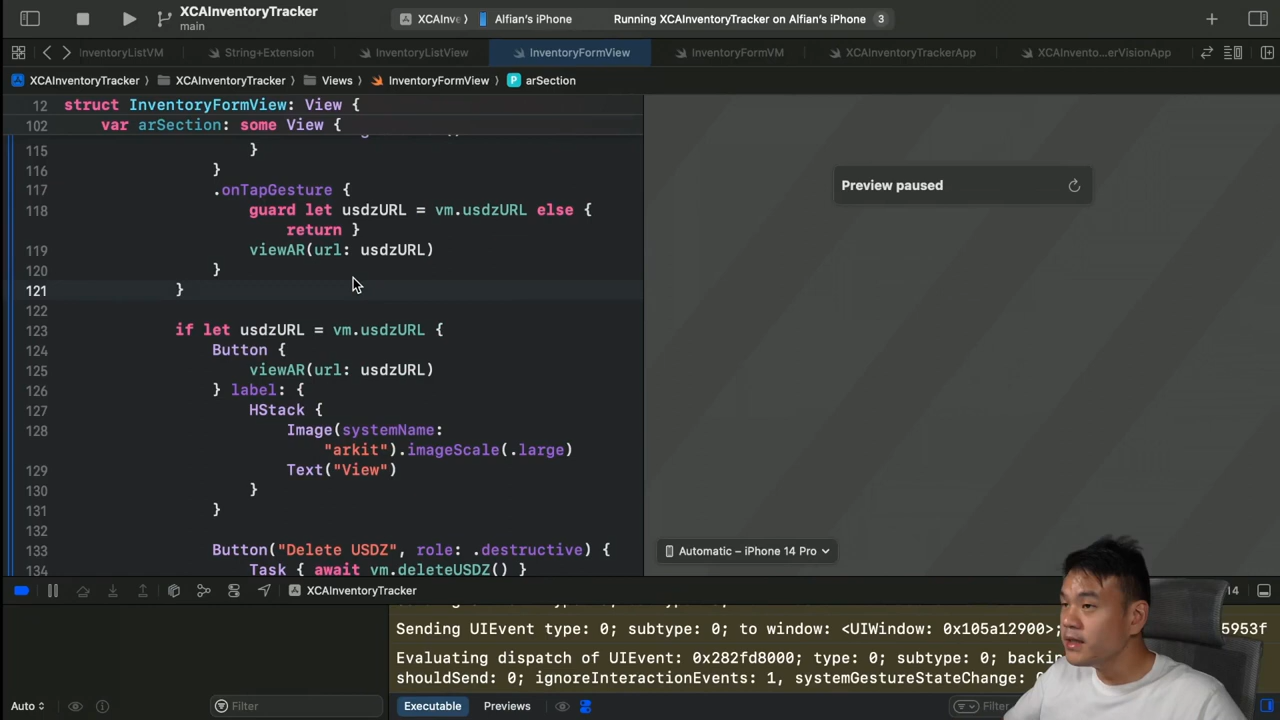 XCAInventoryTracker
main
XCAInve
Alfian's iPhone
Running XCAInventoryTracker on Alfian's iPhone
3
InventoryListVM
String+Extension
InventoryListView
InventoryFormView
InventoryFormVM
XCAInventoryTrackerApp
XCAInvento...erVisionApp
XCAInventoryTracker 〉 XCAInventoryTracker 〉 Views 〉 InventoryFormView 〉 P arSection
12 struct InventoryFormView: View {
102 var arSection: some View {
115 }
116 }
117 .onTapGesture {
118 guard let usdzURL = vm.usdzURL else {
return }
119 viewAR(url: usdzURL)
120 }
121 }
122
123 if let usdzURL = vm.usdzURL {
124 Button {
125 viewAR(url: usdzURL)
126 } label: {
127 HStack {
128 Image(systemName:
"arkit").imageScale(.large)
129 Text("View")
130 }
131 }
132
133 Button("Delete USDZ", role: .destructive) {
134 Task { await vm.deleteUSDZ() }
Preview paused
Automatic – iPhone 14 Pro
XCAInventoryTracker
14
Sending UIEvent type: 0; subtype: 0; to window: <UIWindow: 0x105a12900>; 5953f
Evaluating dispatch of UIEvent: 0x282fd8000; type: 0; subtype: 0; backin
shouldSend: 0; ignoreInteractionEvents: 1, systemGestureStateChange: 0
Auto
Filter
Executable
Previews
Filter